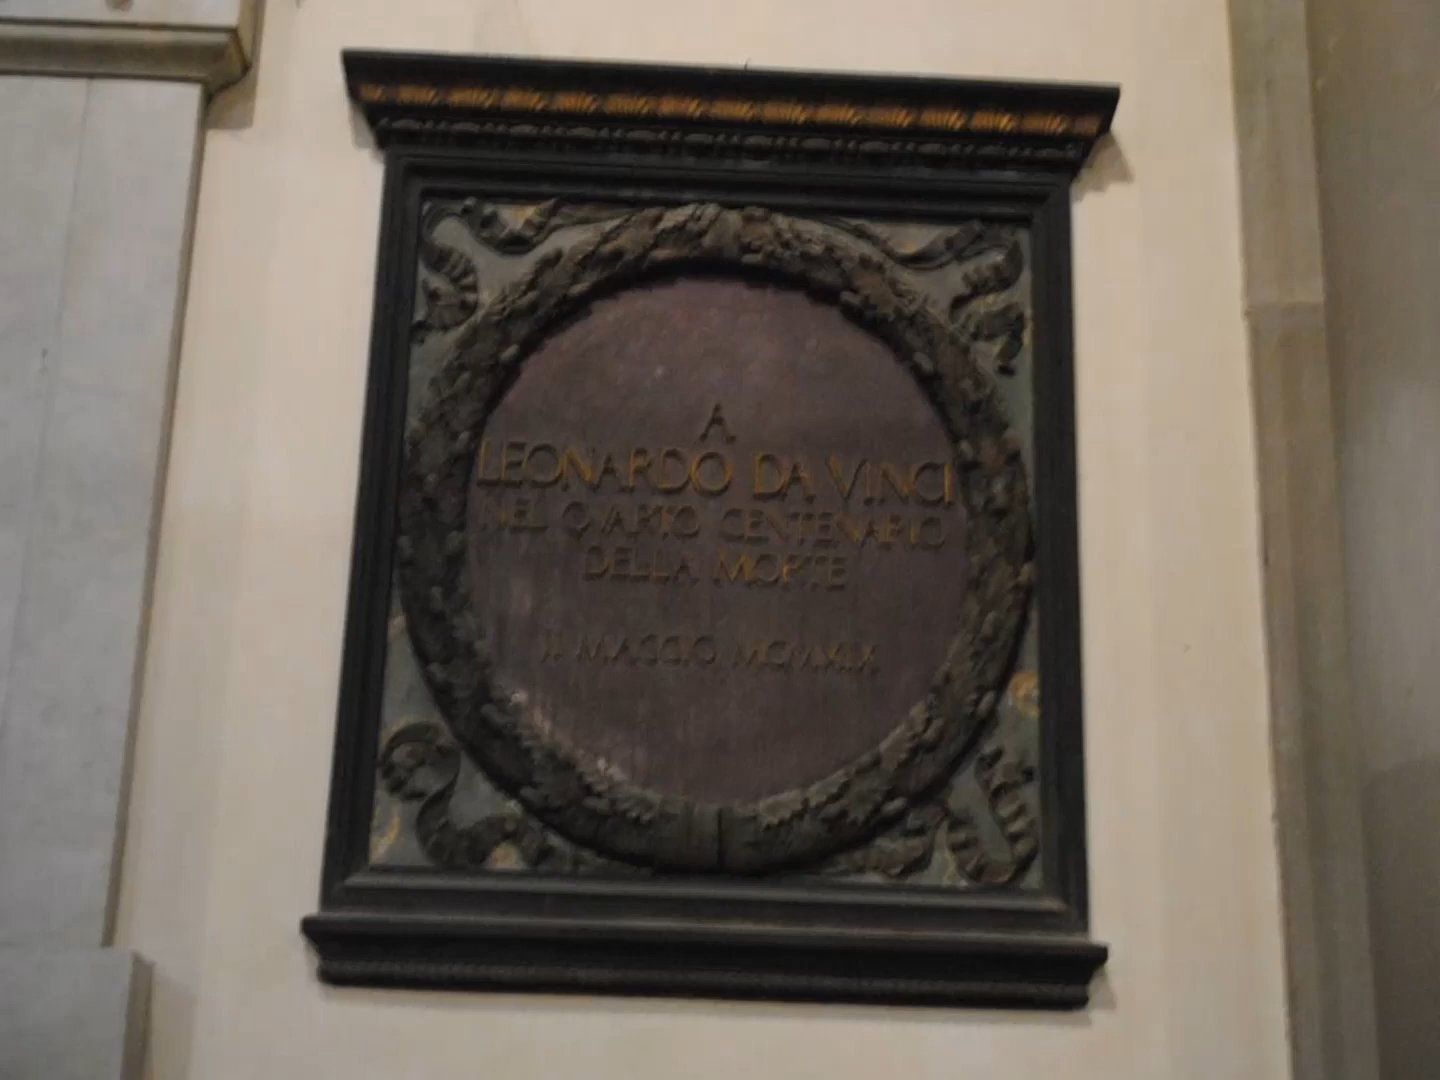 A
LEONARDO DA VINCI
NEL QVARTO CENTENARIO
DELLA MORTE
II MAGGIO MCMXIX